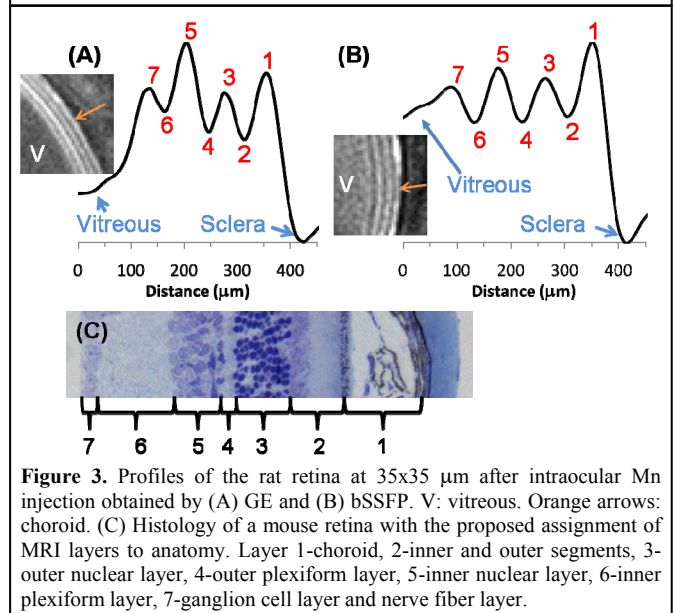 (A)
5
7
3
1
6
4
2
V
Vitreous
Sclera
0
100
200
300
400
Distance (μm)
(B)
1
5
3
7
6
4
2
V
Vitreous
Sclera
0
100
200
300
400
Distance (μm)
(C)
7
6
5
4
3
2
1
Figure 3. Profiles of the rat retina at 35x35 μm after intraocular Mn
injection obtained by (A) GE and (B) bSSFP. V: vitreous. Orange arrows:
choroid. (C) Histology of a mouse retina with the proposed assignment of
MRI layers to anatomy. Layer 1-choroid, 2-inner and outer segments, 3-
outer nuclear layer, 4-outer plexiform layer, 5-inner nuclear layer, 6-inner
plexiform layer, 7-ganglion cell layer and nerve fiber layer.